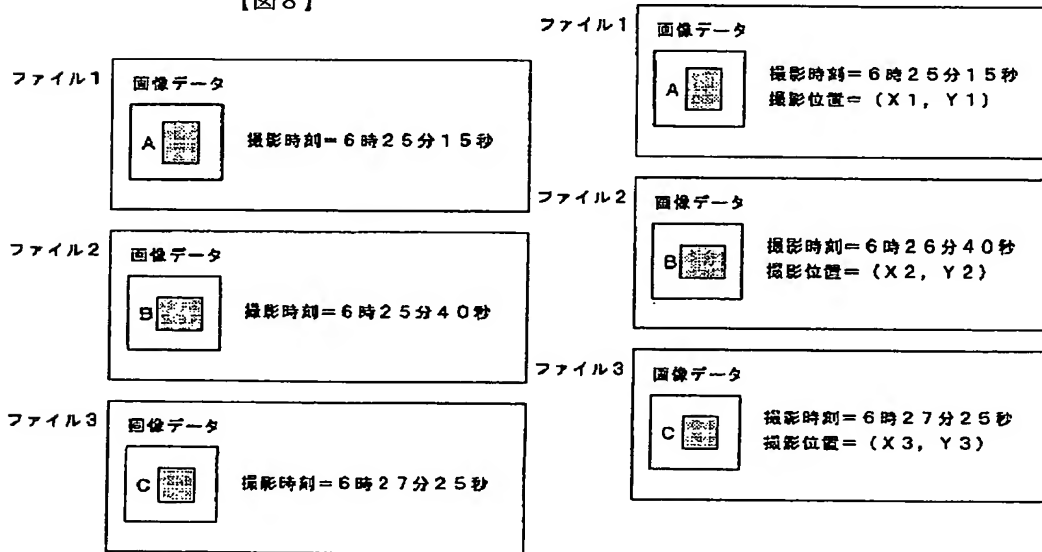 【図8】
ファイル1
画像データ
A
撮影時刻=6時25分15秒
ファイル2
画像データ
B
撮影時刻=6時25分40秒
ファイル3
画像データ
C
撮影時刻=6時27分25秒
ファイル1
画像データ
A
撮影時刻=6時25分15秒
撮影位置=(X1,Y1)
ファイル2
画像データ
B
撮影時刻=6時26分40秒
撮影位置=(X2,Y2)
ファイル3
画像データ
C
撮影時刻=6時27分25秒
撮影位置=(X3,Y3)